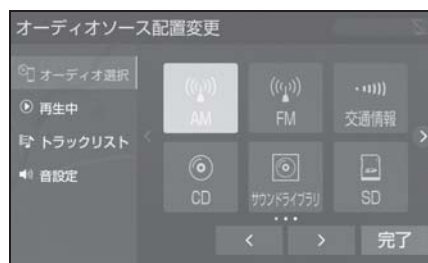 オーディオソース配置変更
オーディオ選択
再生中
トラックリスト
音設定
AM
FM
交通情報
CD
サウンドライブラリ
SD
完了